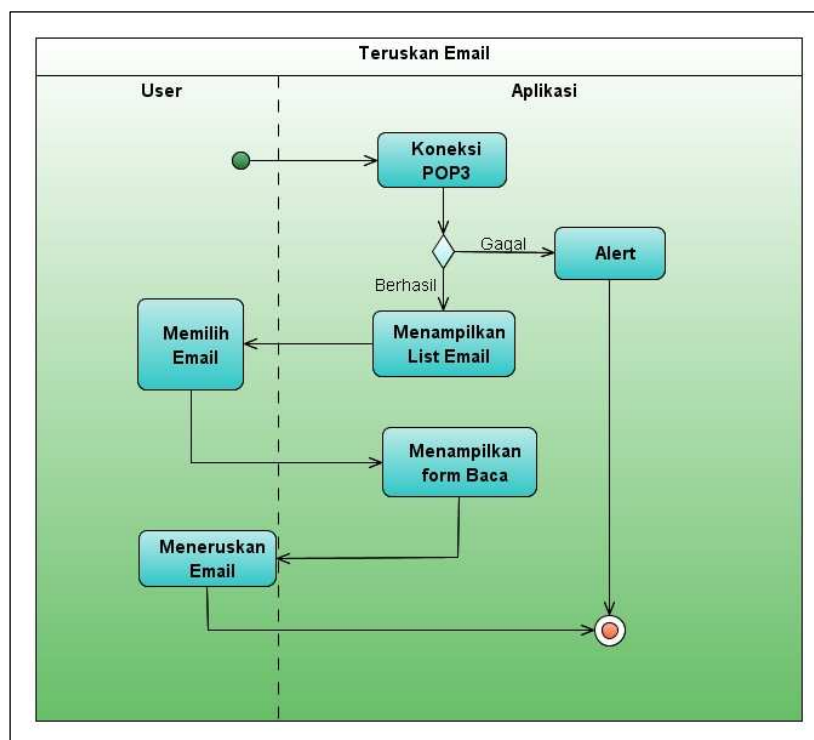 Teruskan Email
User
Aplikasi
Koneksi
POP3
Gagal
Alert
Berhasil
Memilih
Email
Menampilkan
List Email
Menampilkan
form Baca
Meneruskan
Email